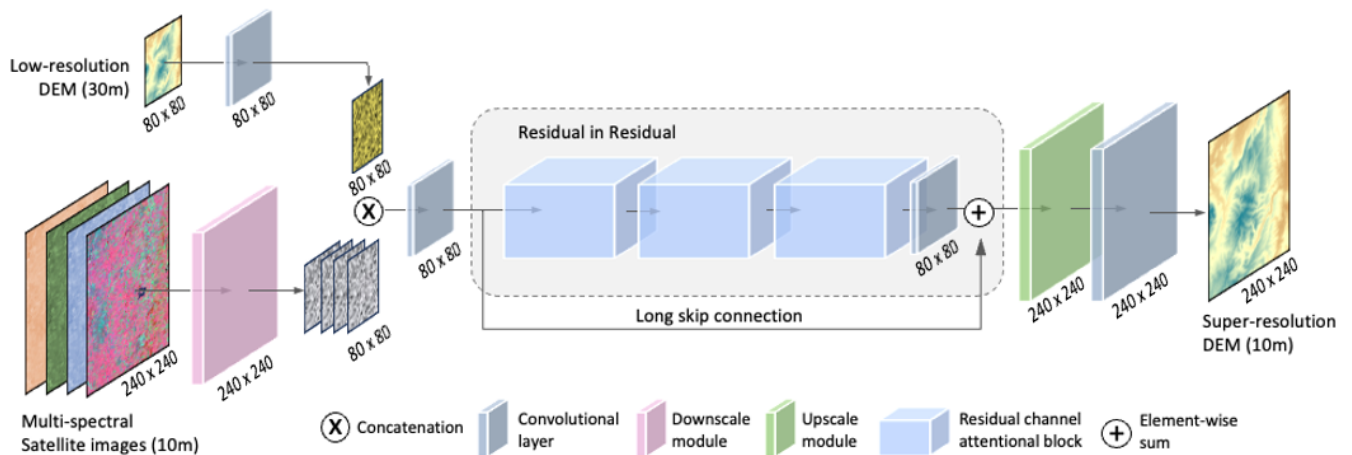 Low-resolution
DEM (30m)
80 x 80
80 x 80
80 x 80
Multi-spectral
Satellite images (10m)
240 x 240
240 x 240
80 x 80
X
80 x 80
Residual in Residual
80 x 80
+
Long skip connection
240 x 240
240 x 240
240 x 240
Super-resolution
DEM (10m)
X
Concatenation
Convolutional
layer
Downscale
module
Upscale
module
Residual channel
attentional block
+
Element-wise
sum